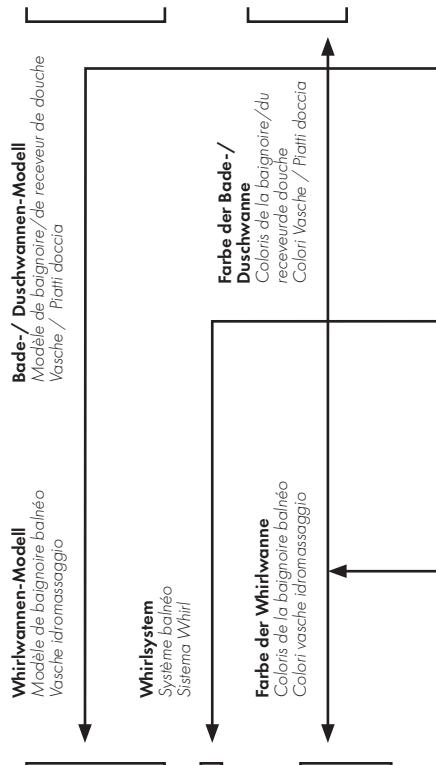 Whirlwannen-Modell
Modèle de baignoire balnéo
Vasche idromassaggio
Bade-/ Duschwannen-Modell
Modèle de baignoire/de receveur de douche
Vasche / Piatti doccia
Whirlsystem
Système balnéo
Sistema Whirl
Farbe der Whirlwanne
Coloris de la baignoire balnéo
Colori vasche idromassaggio
Farbe der Bade-/
Duschwanne
Coloris de la baignoire/du
receveurde douche
Colori Vasche / Piatti doccia